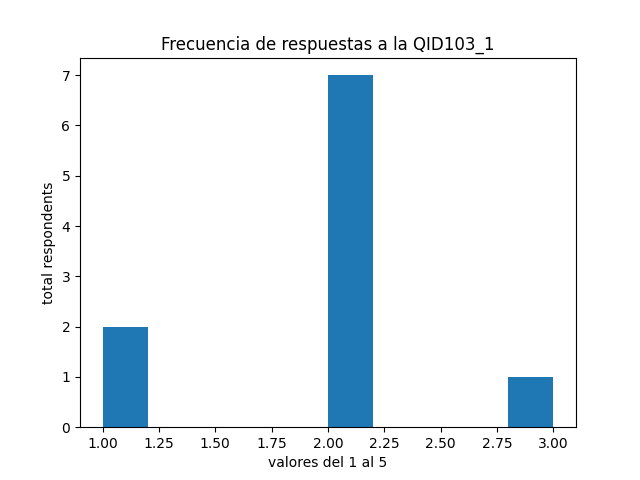 Frecuencia de respuestas a la QID103_1
7
6
5
4
3
2
1
0
total respondents
1.00 1.25 1.50 1.75 2.00 2.25 2.50 2.75 3.00
valores del 1 al 5